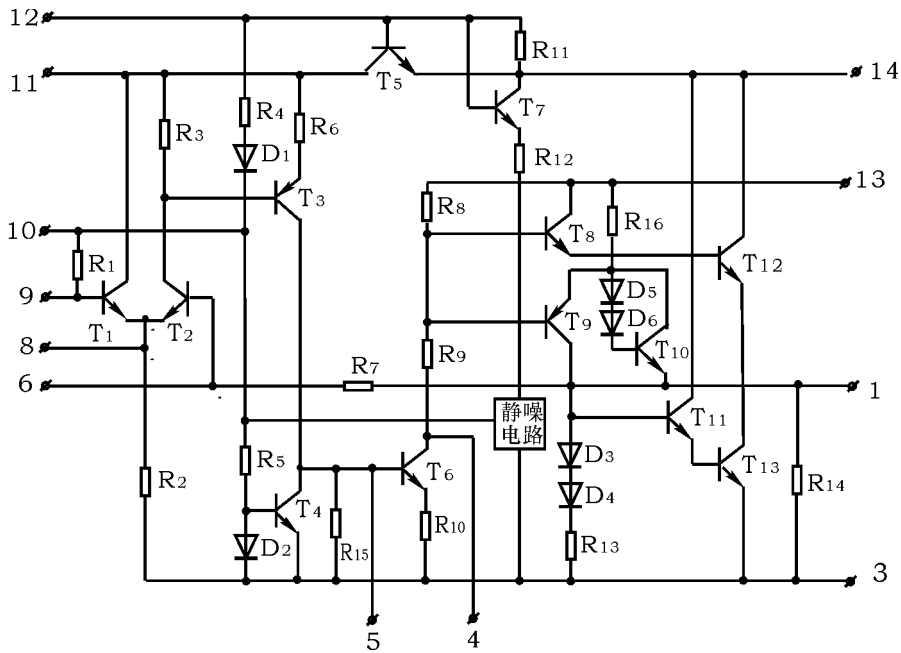 12
R11
11
T5
14
R4
T7
R3
R6
D1
R12
13
T3
R8
R16
T8
10
R1
T12
9
D5
T1
T2
T9
D6
8
R9
T10
R7
6
1
静噪
电路
T11
R5
D3
T6
T13
R2
D4
R14
T4
R10
D2
R15
R13
3
5
4